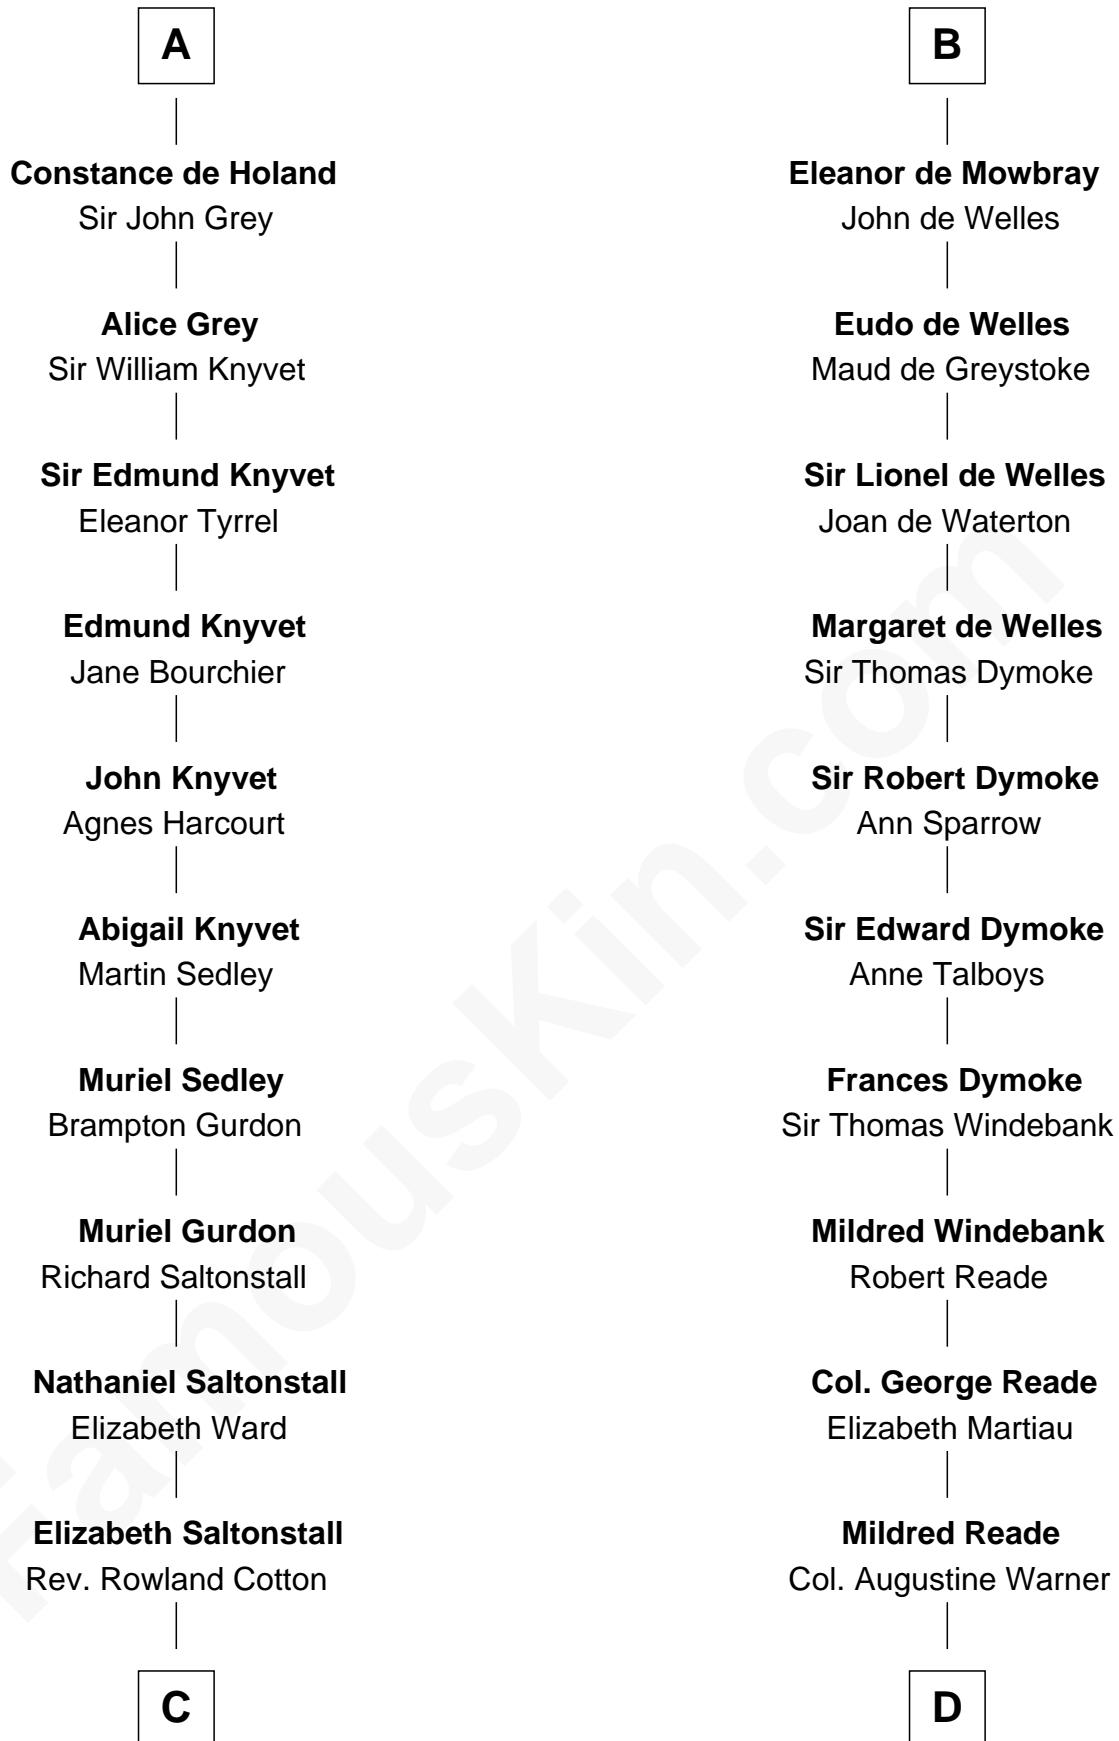 A
Constance de Holand
Sir John Grey
Alice Grey
Sir William Knyvet
Sir Edmund Knyvet
Eleanor Tyrrel
Edmund Knyvet
Jane Bourchier
John Knyvet
Agnes Harcourt
Abigail Knyvet
Martin Sedley
Muriel Sedley
Brampton Gurdon
Muriel Gurdon
Richard Saltonstall
Nathaniel Saltonstall
Elizabeth Ward
Elizabeth Saltonstall
Rev. Rowland Cotton
C
B
Eleanor de Mowbray
John de Welles
Eudo de Welles
Maud de Greystoke
Sir Lionel de Welles
Joan de Waterton
Margaret de Welles
Sir Thomas Dymoke
Sir Robert Dymoke
Ann Sparrow
Sir Edward Dymoke
Anne Talboys
Frances Dymoke
Sir Thomas Windebank
Mildred Windebank
Robert Reade
Col. George Reade
Elizabeth Martiau
Mildred Reade
Col. Augustine Warner
D
FamousKin.com